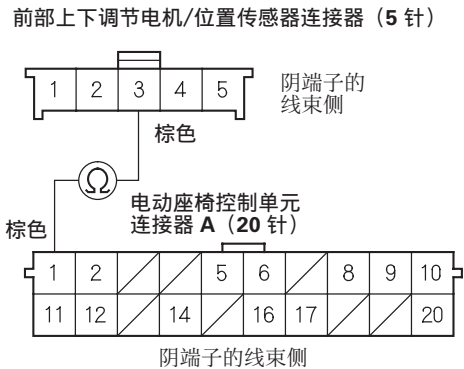 前部上下调节电机/位置传感器连接器（5 针）
1 2 3 4 5
阴端子的
线束侧
棕色
Ω
电动座椅控制单元
连接器 A（20 针）
棕色
1 2 5 6 8 9 10
11 12 14 16 17 20
阴端子的线束侧